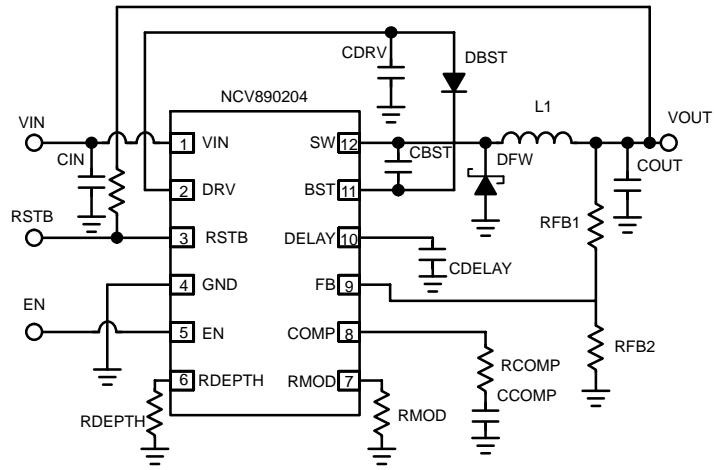 CDRV
DBST
NCV890204
L1
VOUT
VIN
CIN
1 VIN
SW 12
CBST
DFW
COUT
2 DRV
BST 11
RFB1
RSTB
3 RSTB
DELAY 10
CDELAY
4 GND
FB 9
EN
5 EN
COMP 8
RFB2
RCOMP
6 RDEPTH
RMOD 7
CCOMP
RDEPTH
RMOD